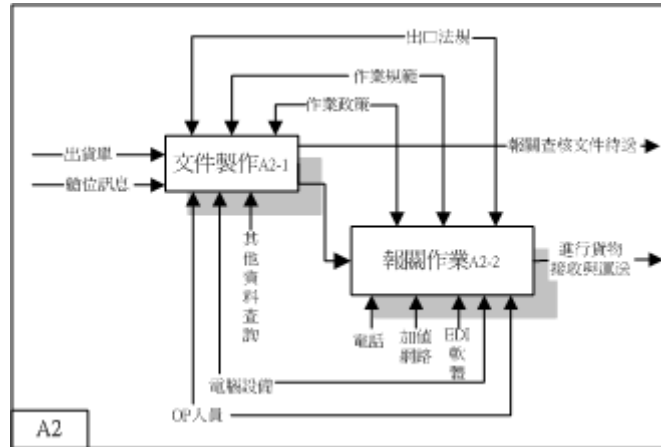 出口法規
作業規範
作業政策
出貨單
艙位訊息
文件製作A2-1
報關查核文件待送
其他資料查詢
報關作業A2-2
進行貨物
接收與運送
電話
加值
網路
EDI
軟體
電腦設備
OP人員
A2